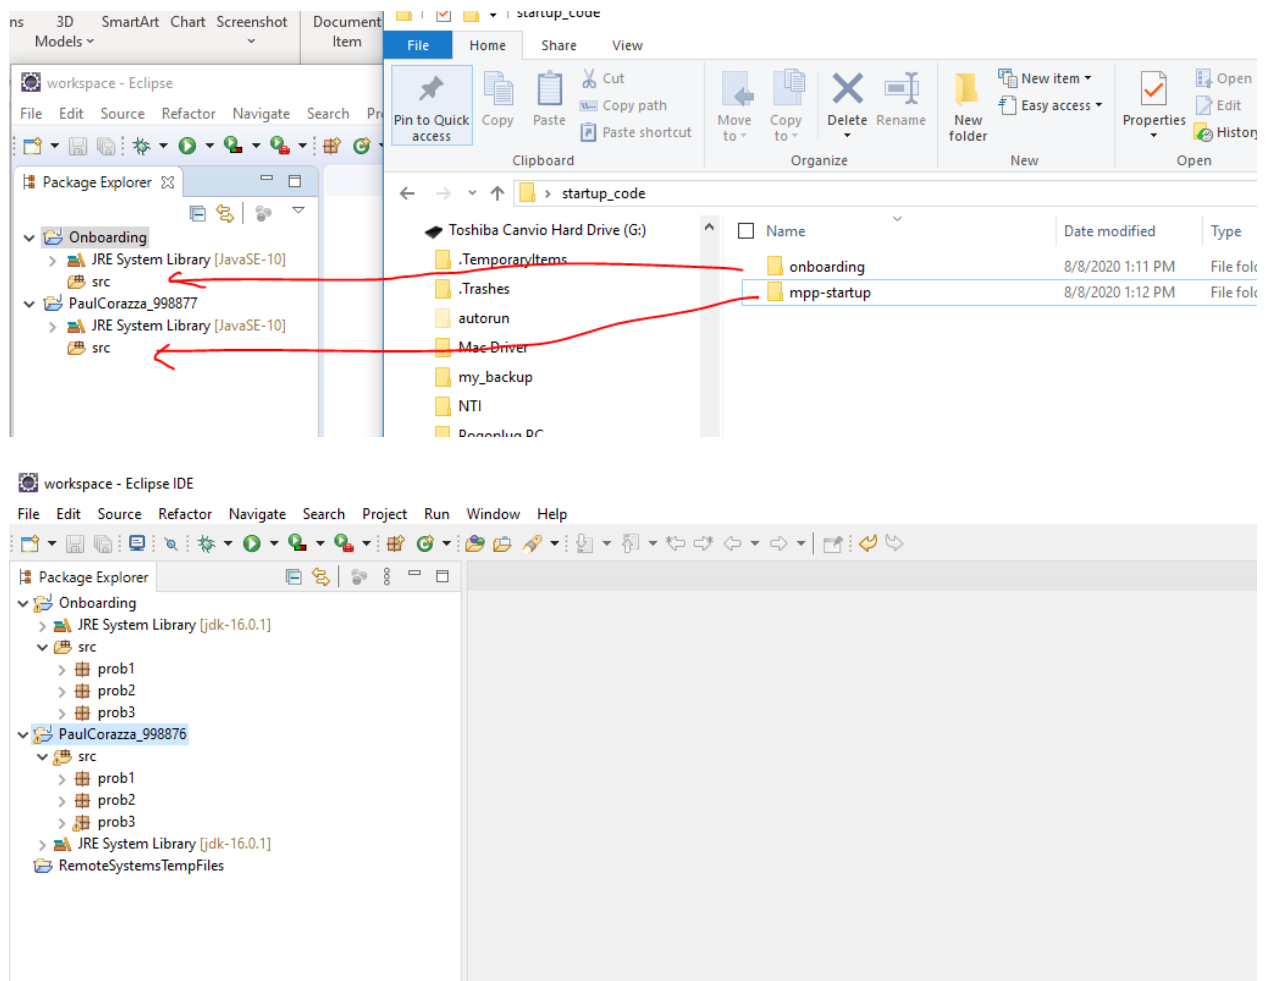 ns 3D SmartArt Chart Screenshot Document
Models Item
startup_code
File Home Share View
workspace - Eclipse
File Edit Source Refactor Navigate Search Pr
Pin to Quick access
Copy
Paste
Cut
Copy path
Paste shortcut
Clipboard
Move to
Copy to
Delete
Rename
Organize
New folder
New item
Easy access
New
Properties
Open
Edit
History
Open
Package Explorer
startup_code
Onboarding
JRE System Library [JavaSE-10]
src
PaulCorazza_998877
JRE System Library [JavaSE-10]
src
Toshiba Canvio Hard Drive (G:)
.TemporaryItems
.Trashes
autorun
Mac Driver
my_backup
NTI
Pogoplug PC
Name Date modified Type
onboarding 8/8/2020 1:11 PM File fol
mpp-startup 8/8/2020 1:12 PM File fol
workspace - Eclipse IDE
File Edit Source Refactor Navigate Search Project Run Window Help
Package Explorer
Onboarding
JRE System Library [jdk-16.0.1]
src
prob1
prob2
prob3
PaulCorazza_998876
src
prob1
prob2
prob3
JRE System Library [jdk-16.0.1]
RemoteSystemsTempFiles